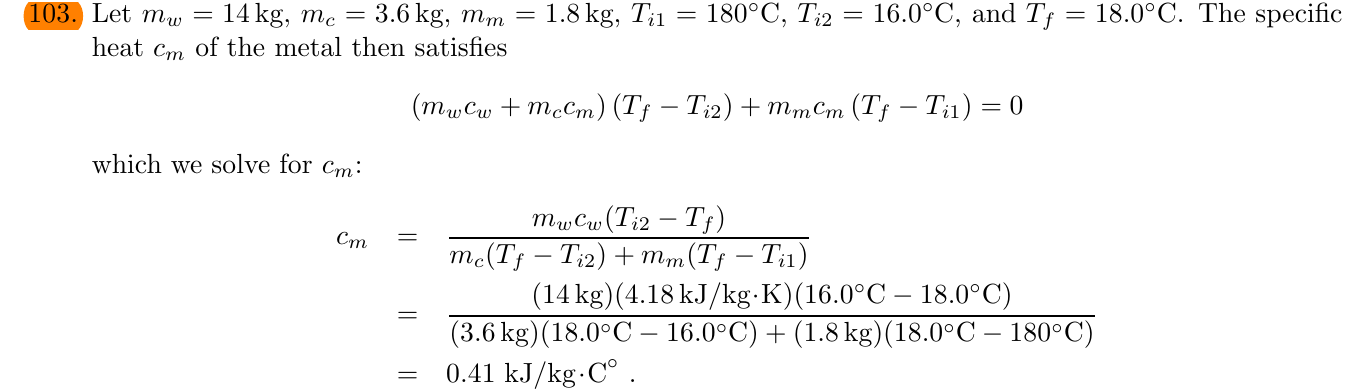 103. Let m_w = 14 kg, m_c = 3.6 kg, m_m = 1.8 kg, T_{i1} = 180°C, T_{i2} = 16.0°C, and T_f = 18.0°C. The specific
heat c_m of the metal then satisfies
(m_w c_w + m_c c_m) (T_f − T_{i2}) + m_m c_m (T_f − T_{i1}) = 0
which we solve for c_m:
c_m = \frac{m_w c_w (T_{i2} − T_f)}{m_c (T_f − T_{i2}) + m_m (T_f − T_{i1})}
= \frac{(14 kg)(4.18 kJ/kg·K)(16.0°C − 18.0°C)}{(3.6 kg)(18.0°C − 16.0°C) + (1.8 kg)(18.0°C − 180°C)}
= 0.41 kJ/kg·C° .